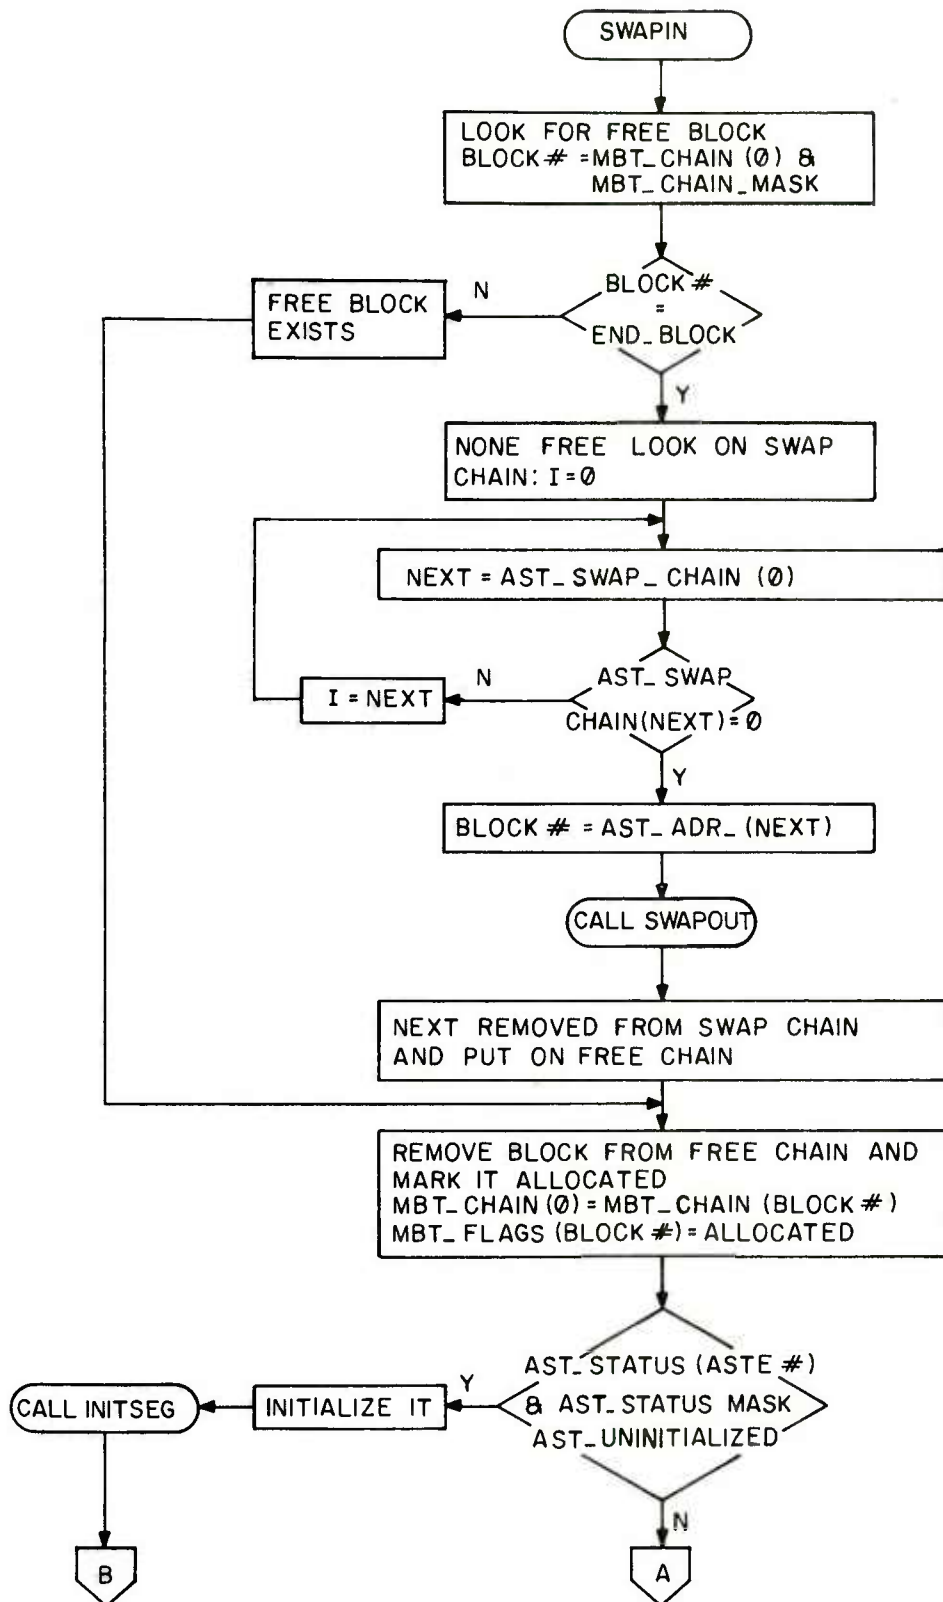 SWAPIN
LOOK FOR FREE BLOCK
BLOCK # = MBT_CHAIN (Ø) &
MBT_CHAIN_MASK
BLOCK #
=
END_BLOCK
N
FREE BLOCK
EXISTS
Y
NONE FREE LOOK ON SWAP
CHAIN: I = Ø
NEXT = AST_SWAP_CHAIN (Ø)
AST_SWAP
CHAIN(NEXT) = Ø
N
I = NEXT
Y
BLOCK # = AST_ADR_(NEXT)
CALL SWAPOUT
NEXT REMOVED FROM SWAP CHAIN
AND PUT ON FREE CHAIN
REMOVE BLOCK FROM FREE CHAIN AND
MARK IT ALLOCATED
MBT_CHAIN (Ø) = MBT_CHAIN (BLOCK #)
MBT_FLAGS (BLOCK #) = ALLOCATED
AST_STATUS (ASTE #)
& AST_STATUS MASK
AST_UNINITIALIZED
Y
INITIALIZE IT
CALL INITSEG
N
B
A